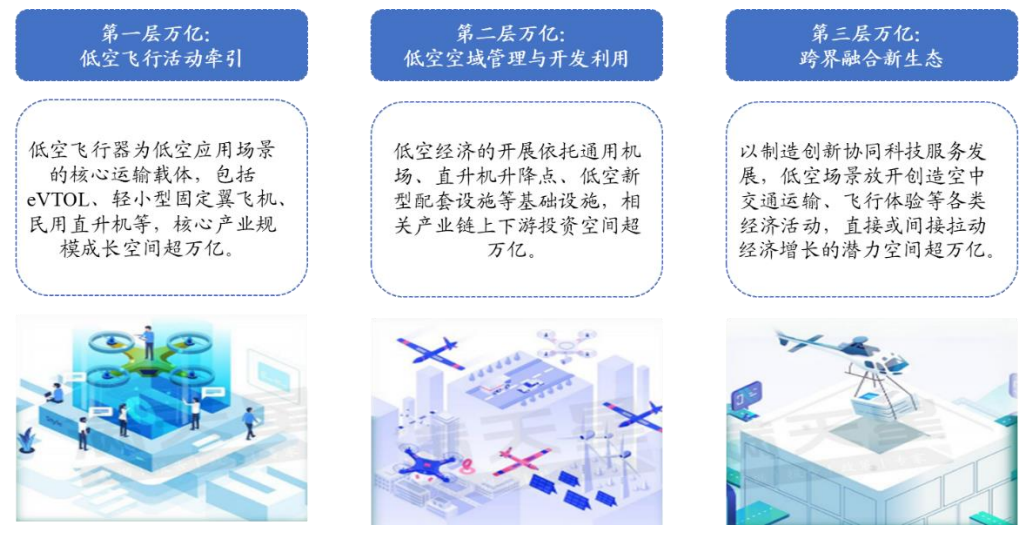 第一层万亿:
低空飞行活动牵引
低空飞行器为低空应用场景
的核心运输载体，包括
eVTOL、轻小型固定翼飞机、
民用直升机等，核心产业规
模成长空间超万亿。
第二层万亿:
低空空域管理与开发利用
低空经济的开展依托通用机
场、直升机升降点、低空新
型配套设施等基础设施，相
关产业链上下游投资空间超
万亿。
第三层万亿:
跨界融合新生态
以制造创新协同科技服务发
展，低空场景放开创造空中
交通运输、飞行体验等各类
经济活动，直接或间接拉动
经济增长的潜力空间超万亿。